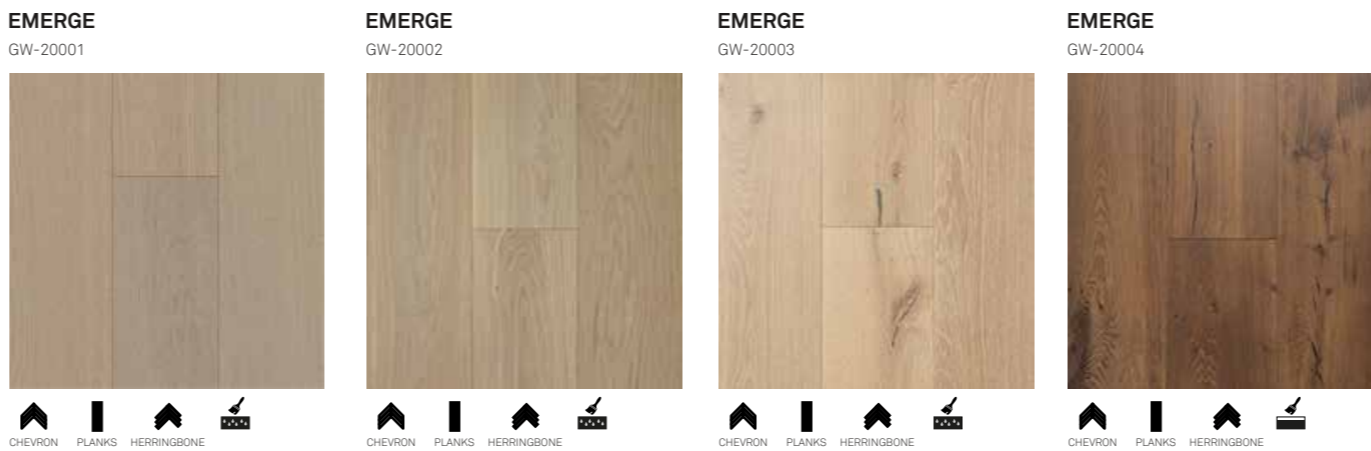 EMERGE
GW-20001
CHEVRON PLANKS HERRINGBONE
EMERGE
GW-20002
CHEVRON PLANKS HERRINGBONE
EMERGE
GW-20003
CHEVRON PLANKS HERRINGBONE
EMERGE
GW-20004
CHEVRON PLANKS HERRINGBONE